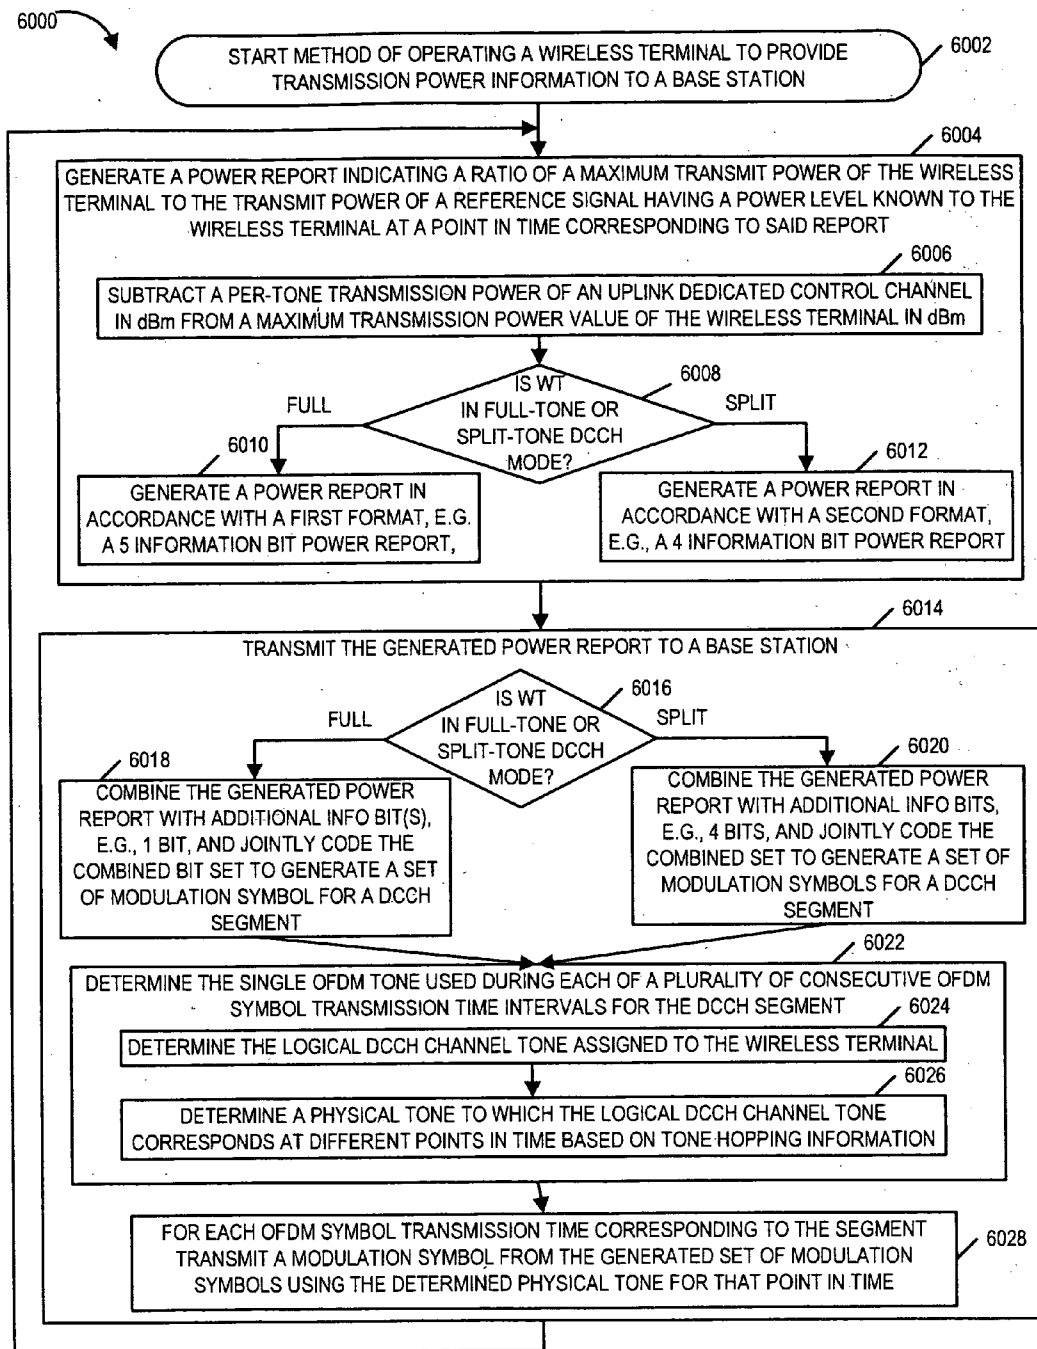 6000
START METHOD OF OPERATING A WIRELESS TERMINAL TO PROVIDE
TRANSMISSION POWER INFORMATION TO A BASE STATION
6002
6004
GENERATE A POWER REPORT INDICATING A RATIO OF A MAXIMUM TRANSMIT POWER OF THE WIRELESS
TERMINAL TO THE TRANSMIT POWER OF A REFERENCE SIGNAL HAVING A POWER LEVEL KNOWN TO THE
WIRELESS TERMINAL AT A POINT IN TIME CORRESPONDING TO SAID REPORT
6006
SUBTRACT A PER-TONE TRANSMISSION POWER OF AN UPLINK DEDICATED CONTROL CHANNEL
IN dBm FROM A MAXIMUM TRANSMISSION POWER VALUE OF THE WIRELESS TERMINAL IN dBm
6008
IS WT
IN FULL-TONE OR
SPLIT-TONE DCCH
MODE?
FULL
SPLIT
6010
GENERATE A POWER REPORT IN
ACCORDANCE WITH A FIRST FORMAT, E.G.
A 5 INFORMATION BIT POWER REPORT,
6012
GENERATE A POWER REPORT IN
ACCORDANCE WITH A SECOND FORMAT,
E.G., A 4 INFORMATION BIT POWER REPORT
6014
TRANSMIT THE GENERATED POWER REPORT TO A BASE STATION
6016
IS WT
IN FULL-TONE OR
SPLIT-TONE DCCH
MODE?
FULL
SPLIT
6018
COMBINE THE GENERATED POWER
REPORT WITH ADDITIONAL INFO BIT(S),
E.G., 1 BIT, AND JOINTLY CODE THE
COMBINED BIT SET TO GENERATE A SET
OF MODULATION SYMBOL FOR A DCCH
SEGMENT
6020
COMBINE THE GENERATED POWER
REPORT WITH ADDITIONAL INFO BITS,
E.G., 4 BITS, AND JOINTLY CODE THE
COMBINED SET TO GENERATE A SET OF
MODULATION SYMBOLS FOR A DCCH
SEGMENT
6022
DETERMINE THE SINGLE OFDM TONE USED DURING EACH OF A PLURALITY OF CONSECUTIVE OFDM
SYMBOL TRANSMISSION TIME INTERVALS FOR THE DCCH SEGMENT
6024
DETERMINE THE LOGICAL DCCH CHANNEL TONE ASSIGNED TO THE WIRELESS TERMINAL
6026
DETERMINE A PHYSICAL TONE TO WHICH THE LOGICAL DCCH CHANNEL TONE
CORRESPONDS AT DIFFERENT POINTS IN TIME BASED ON TONE HOPPING INFORMATION
FOR EACH OFDM SYMBOL TRANSMISSION TIME CORRESPONDING TO THE SEGMENT
TRANSMIT A MODULATION SYMBOL FROM THE GENERATED SET OF MODULATION
SYMBOLS USING THE DETERMINED PHYSICAL TONE FOR THAT POINT IN TIME
6028